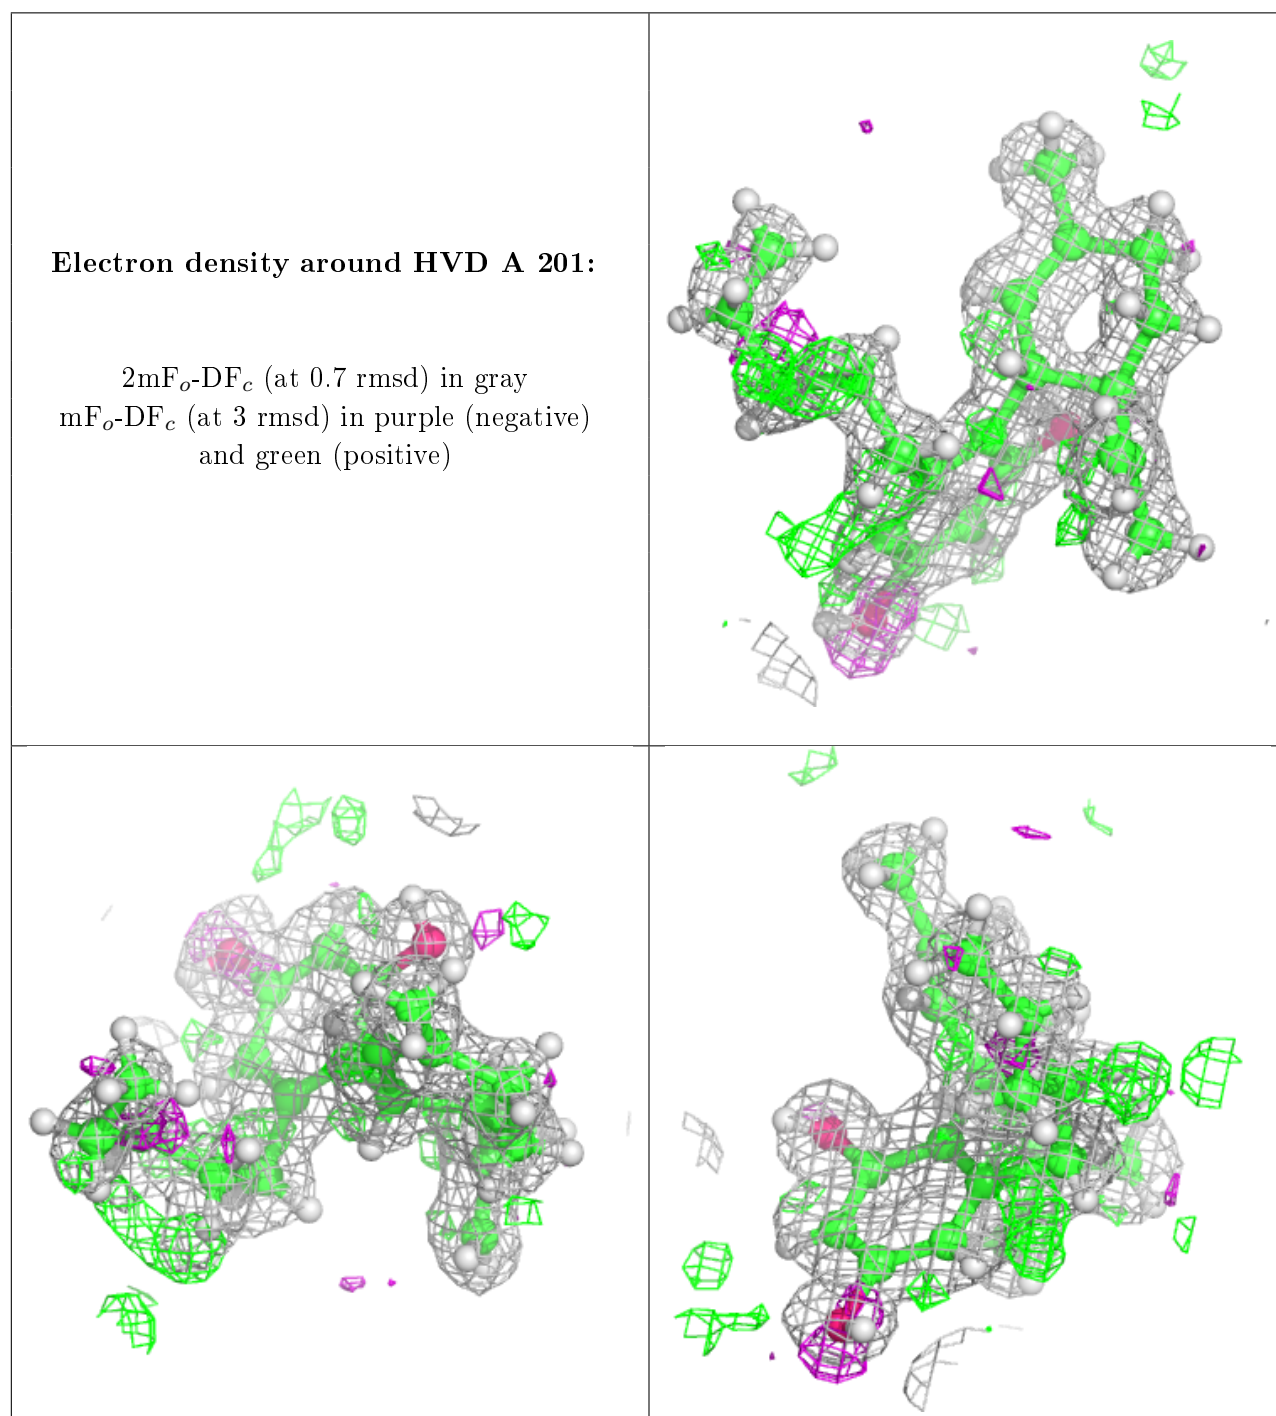 Electron density around HVD A 201:
2mFo-DFc (at 0.7 rmsd) in gray
mFo-DFc (at 3 rmsd) in purple (negative)
and green (positive)